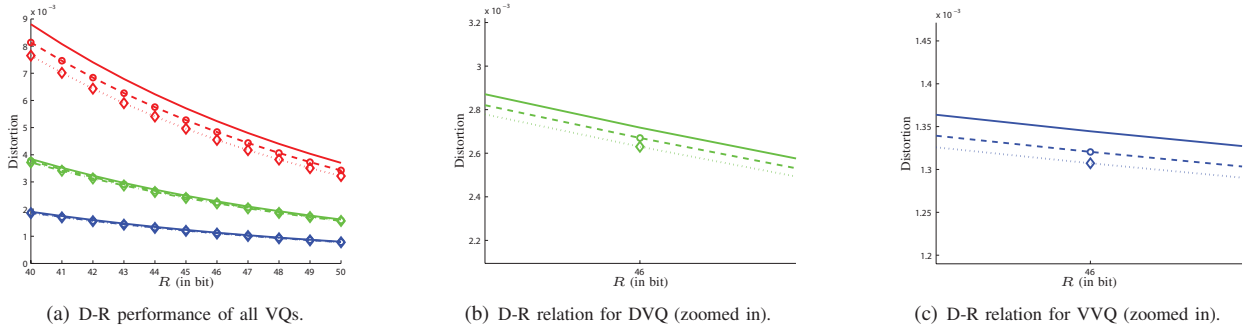 x 10⁻³
9
8
7
6
5
4
3
2
1
0
Distortion
40 41 42 43 44 45 46 47 48 49 50
R (in bit)
(a) D-R performance of all VQs.
x 10⁻³
3.2
3
2.8
2.6
2.4
2.2
Distortion
46
R (in bit)
(b) D-R relation for DVQ (zoomed in).
x 10⁻³
1.45
1.4
1.35
1.3
1.25
1.2
Distortion
46
R (in bit)
(c) D-R relation for VVQ (zoomed in).